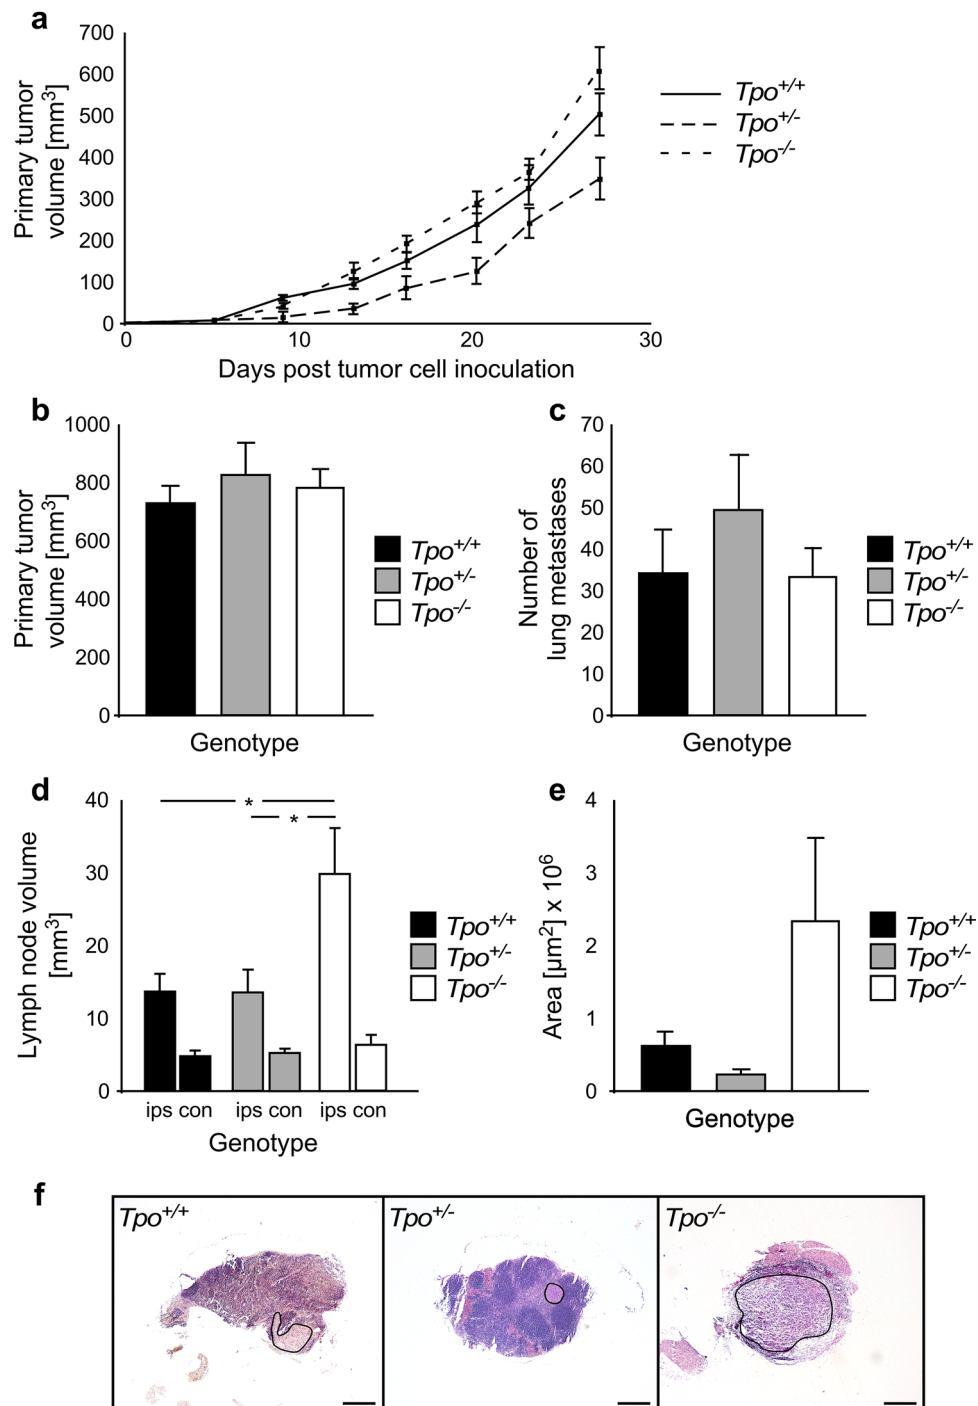 a
700
600
500
400
300
200
100
0
Primary tumor
volume [mm³]
0 10 20 30
Days post tumor cell inoculation
Tpo+/+
Tpo+/-
Tpo-/-
b
1000
800
600
400
200
0
Primary tumor
volume [mm³]
Genotype
Tpo+/+
Tpo+/-
Tpo-/-
c
70
60
50
40
30
20
10
0
Number of
lung metastases
Genotype
Tpo+/+
Tpo+/-
Tpo-/-
d
40
30
20
10
0
Lymph node volume
[mm³]
*
*
ips con ips con ips con
Genotype
Tpo+/+
Tpo+/-
Tpo-/-
e
4
3
2
1
0
Area [µm²] x 10⁶
Genotype
Tpo+/+
Tpo+/-
Tpo-/-
f
Tpo+/+ Tpo+/- Tpo-/-